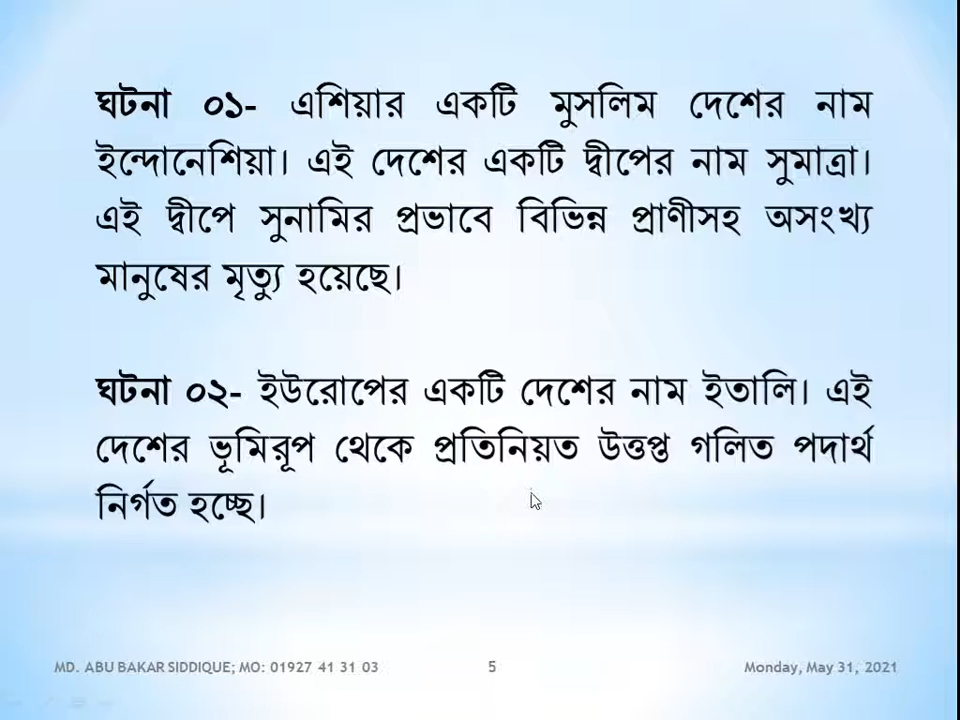 ঘটনা ০১- এশিয়ার একটি মুসলিম দেশের নাম
ইন্দোনেশিয়া। এই দেশের একটি দ্বীপের নাম সুমাত্রা।
এই দ্বীপে সুনামির প্রভাবে বিভিন্ন প্রাণীসহ অসংখ্য
মানুষের মৃত্যু হয়েছে।
ঘটনা ০২- ইউরোপের একটি দেশের নাম ইতালি। এই
দেশের ভূমিরূপ থেকে প্রতিনিয়ত উত্তপ্ত গলিত পদার্থ
নির্গত হচ্ছে।
MD. ABU BAKAR SIDDIQUE; MO: 01927 41 31 03 5 Monday, May 31, 2021